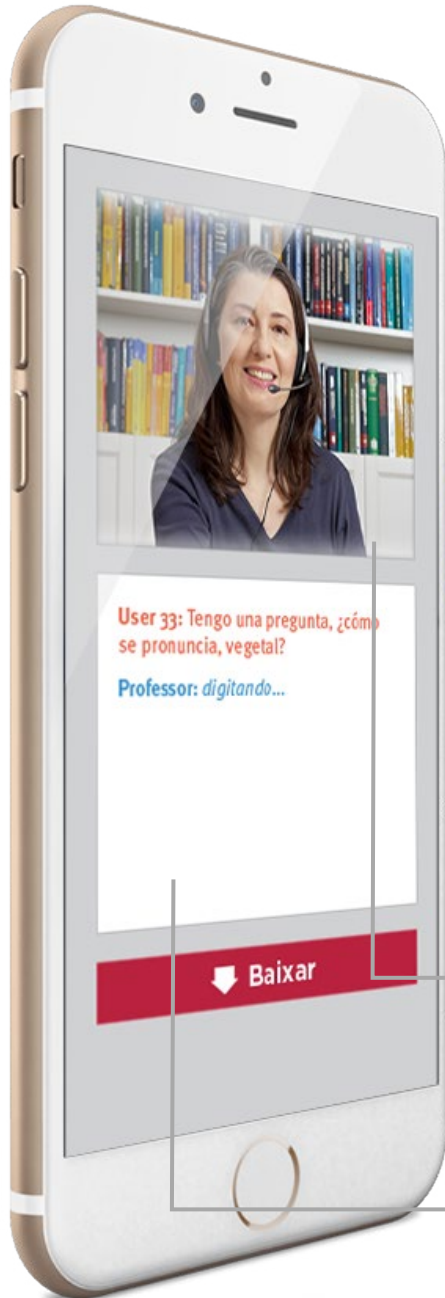 User 33: Tengo una pregunta, ¿cómo
se pronuncia, vegetal?
Professor: digitando...
Baixar